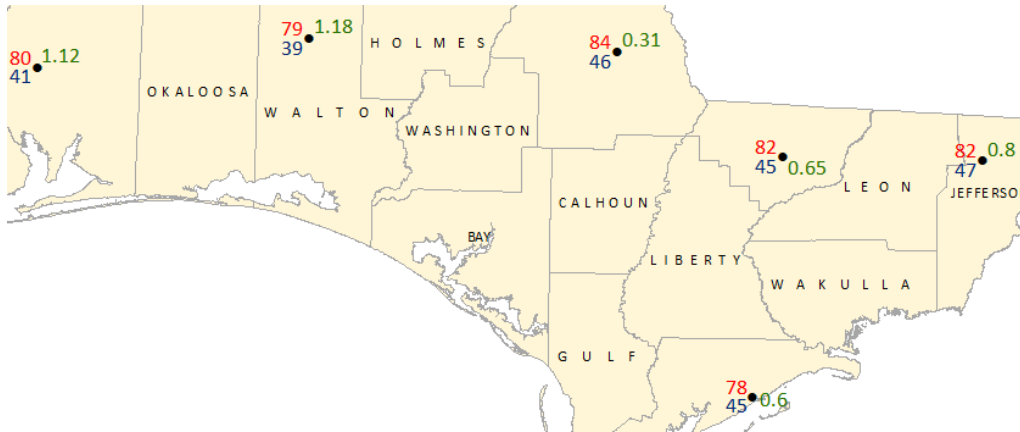 79 1.18
39
HOLMES
84 0.31
46
80 1.12
41
OKALOOSA
WALTON
WASHINGTON
82
45 0.65
82 0.8
47
LEON
JEFFERSO
CALHOUN
BAY
LIBERTY
WAKULLA
GULF
78
45 0.6